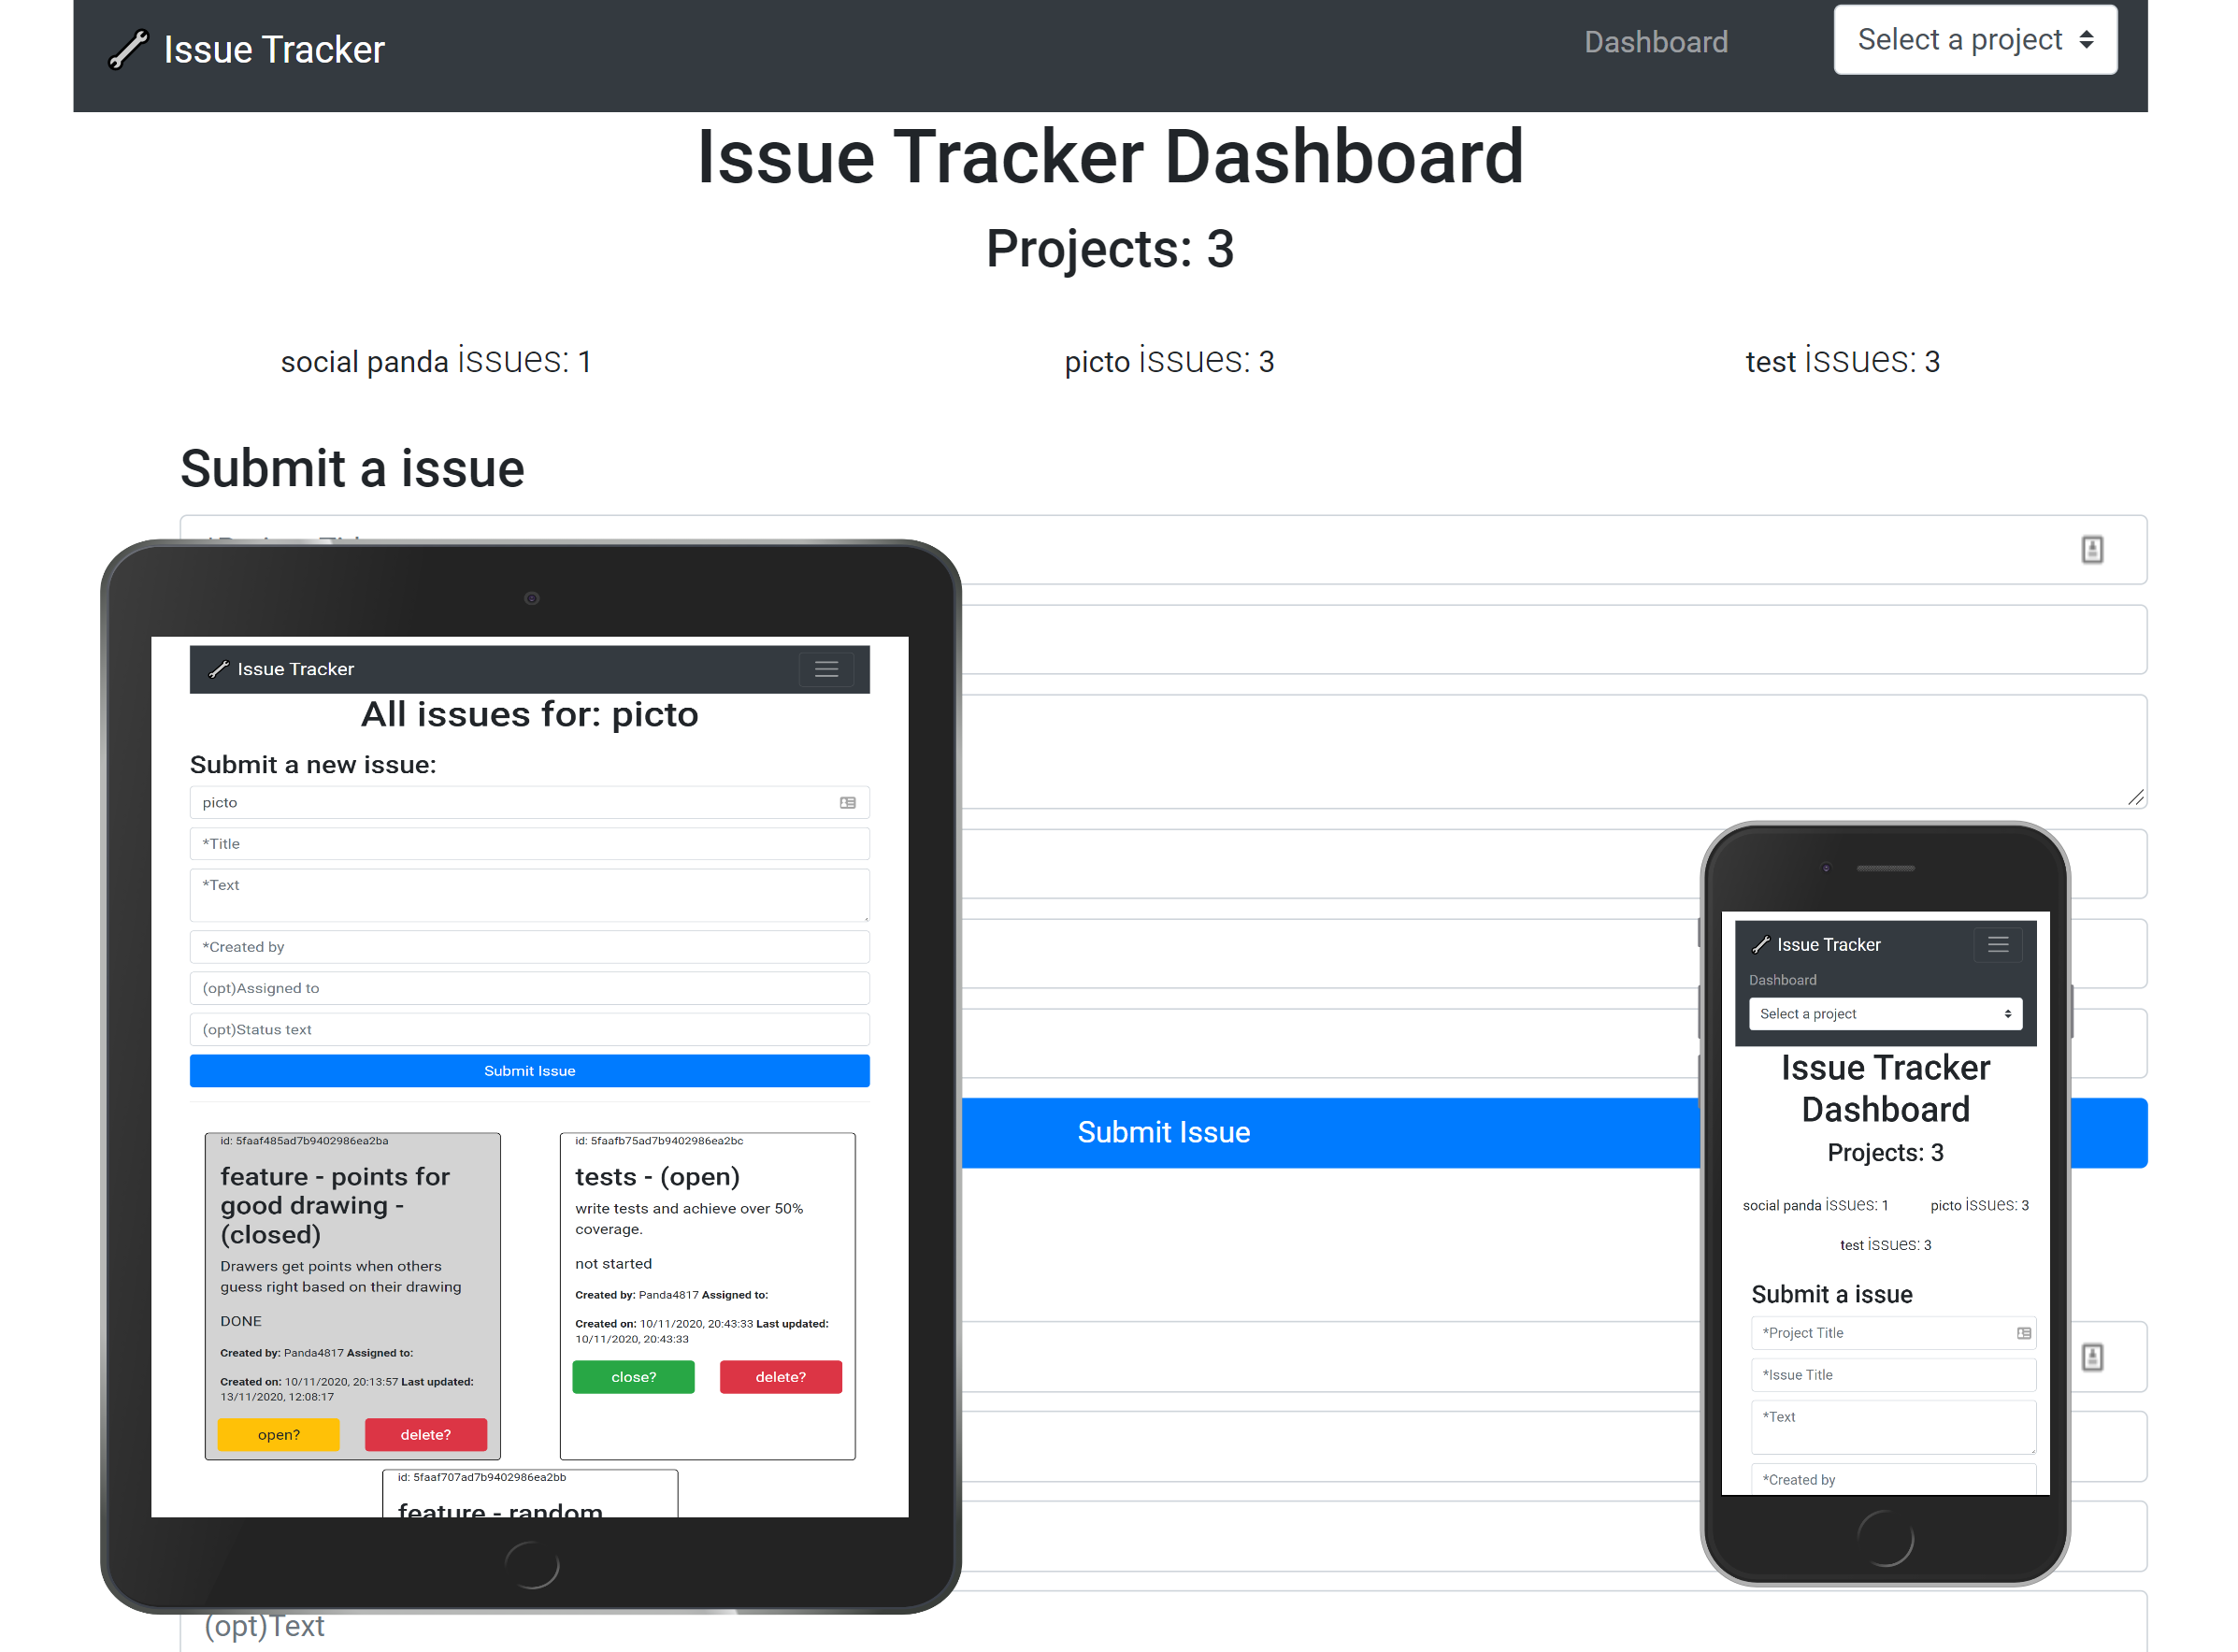 Issue Tracker
Dashboard
Select a project
Issue Tracker Dashboard
Projects: 3
social panda issues: 1
picto issues: 3
test issues: 3
Submit a issue
Submit Issue
(opt)Text
Issue Tracker
All issues for: picto
Submit a new issue:
picto
*Title
*Text
*Created by
(opt)Assigned to
(opt)Status text
Submit Issue
id: 5faaf485ad7b9402986ea2ba
feature - points for
good drawing -
(closed)
Drawers get points when others
guess right based on their drawing
DONE
Created by: Panda4817 Assigned to:
Created on: 10/11/2020, 20:13:57 Last updated:
13/11/2020, 12:08:17
open?
delete?
id: 5faafb75ad7b9402986ea2bc
tests - (open)
write tests and achieve over 50%
coverage.
not started
Created by: Panda4817 Assigned to:
Created on: 10/11/2020, 20:43:33 Last updated:
10/11/2020, 20:43:33
close?
delete?
id: 5faaf707ad7b9402986ea2bb
feature - random
Issue Tracker
Dashboard
Select a project
Issue Tracker
Dashboard
Projects: 3
social panda issues: 1
picto issues: 3
test issues: 3
Submit a issue
*Project Title
*Issue Title
*Text
*Created by